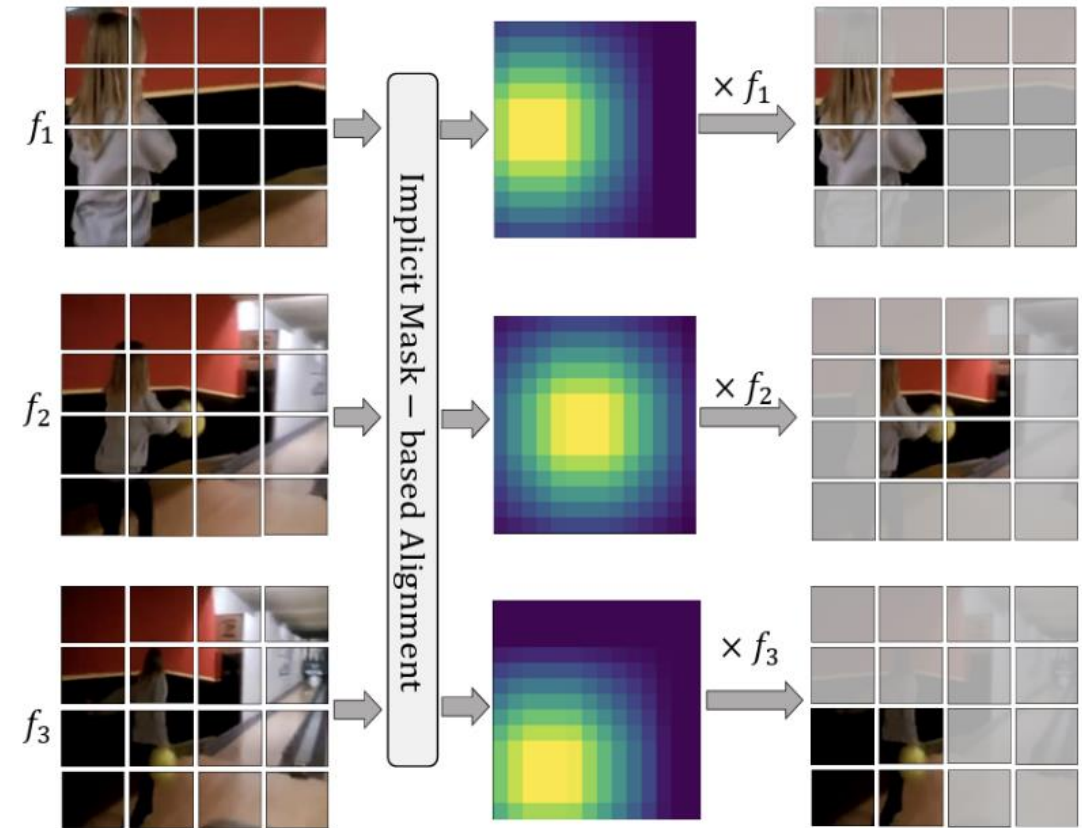 f₁
× f₁
f₂
× f₂
f₃
× f₃
Implicit Mask – based Alignment